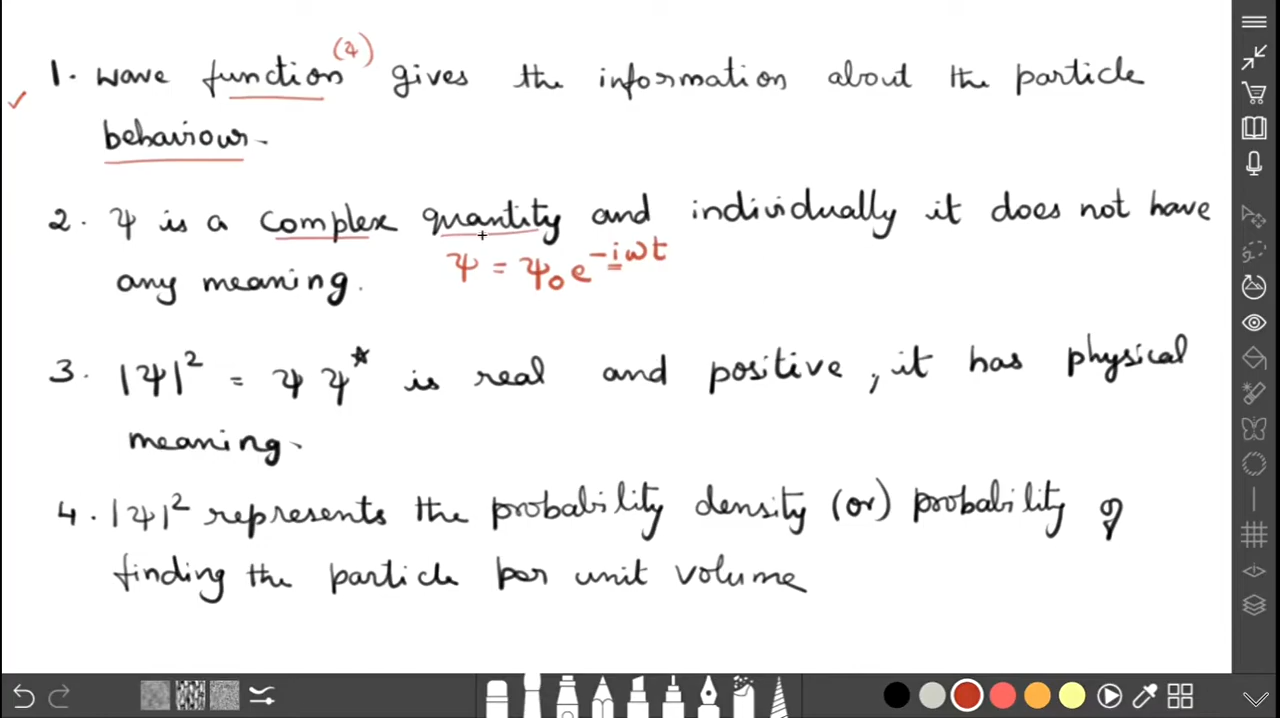 (ψ)
1. Wave function gives the information about the particle
behaviour.
2. ψ is a complex quantity and individually it does not have
any meaning. ψ = ψ₀e^-iωt
3. |ψ|² = ψ ψ* is real and positive, it has physical
meaning.
4. |ψ|² represents the probability density (or) probability of
finding the particle per unit volume